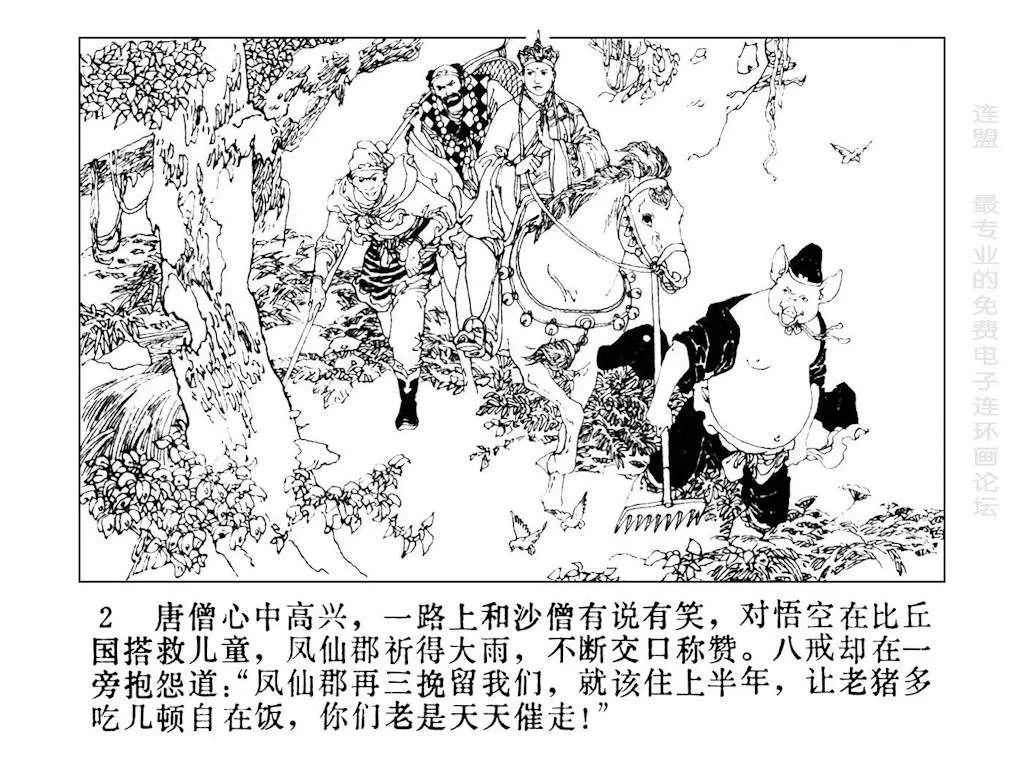 2 唐僧心中高兴，一路上和沙僧有说有笑，对悟空在比丘
国搭救儿童，凤仙郡祈得大雨，不断交口称赞。八戒却在一
旁抱怨道：“凤仙郡再三挽留我们，就该住上半年，让老猪多
吃几顿自在饭，你们老是天天催走！”
连盟 最专业的免费电子连环画论坛